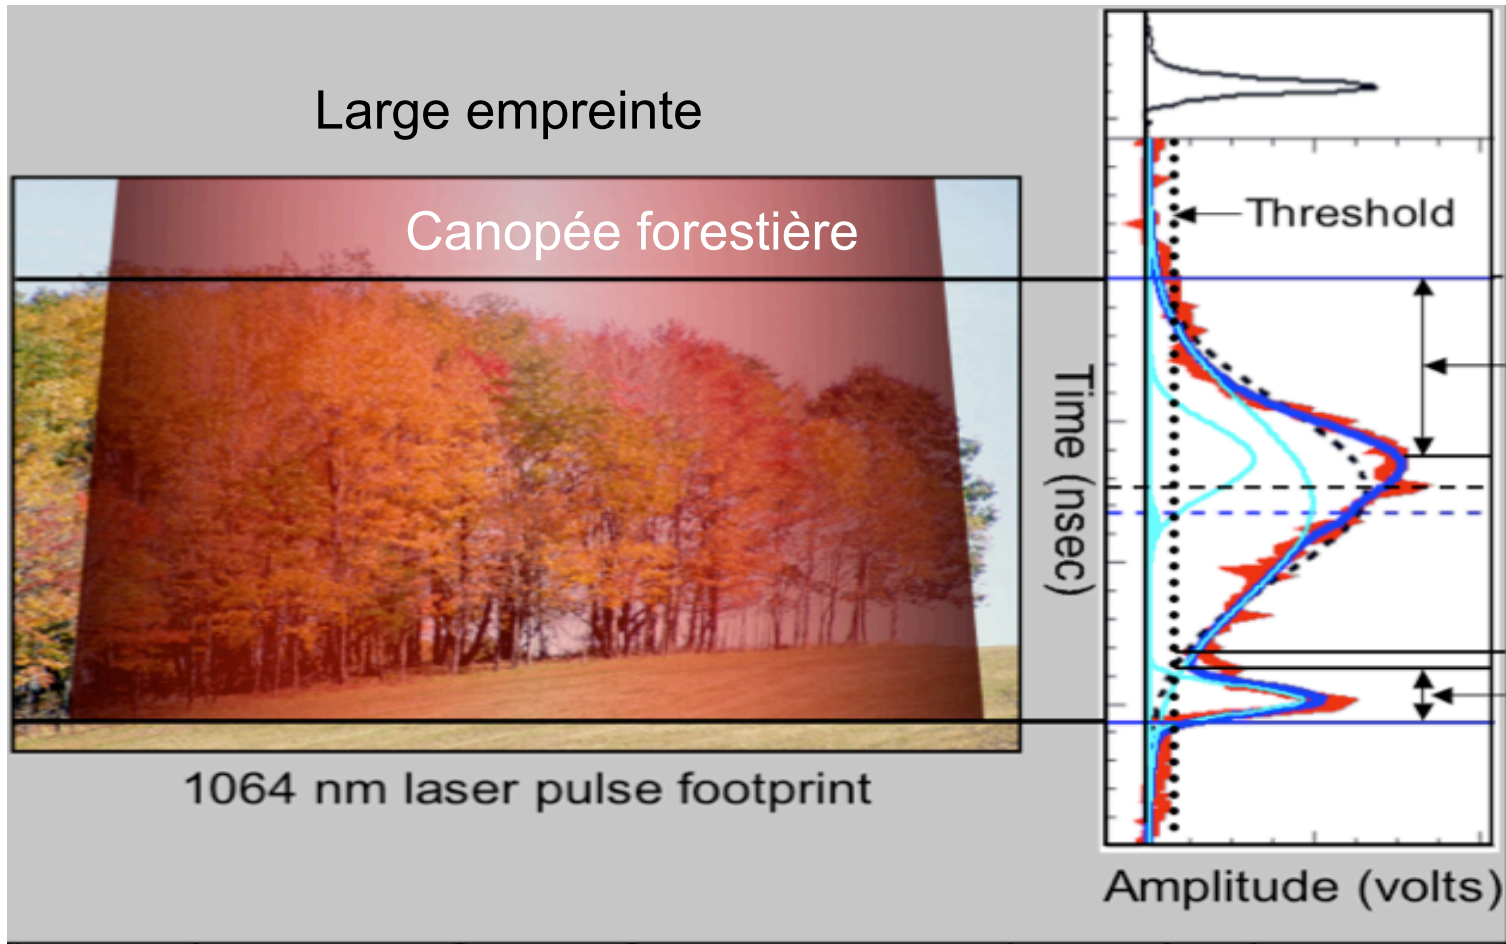 Large empreinte
Canopée forestière
Threshold
Time (nsec)
1064 nm laser pulse footprint
Amplitude (volts)